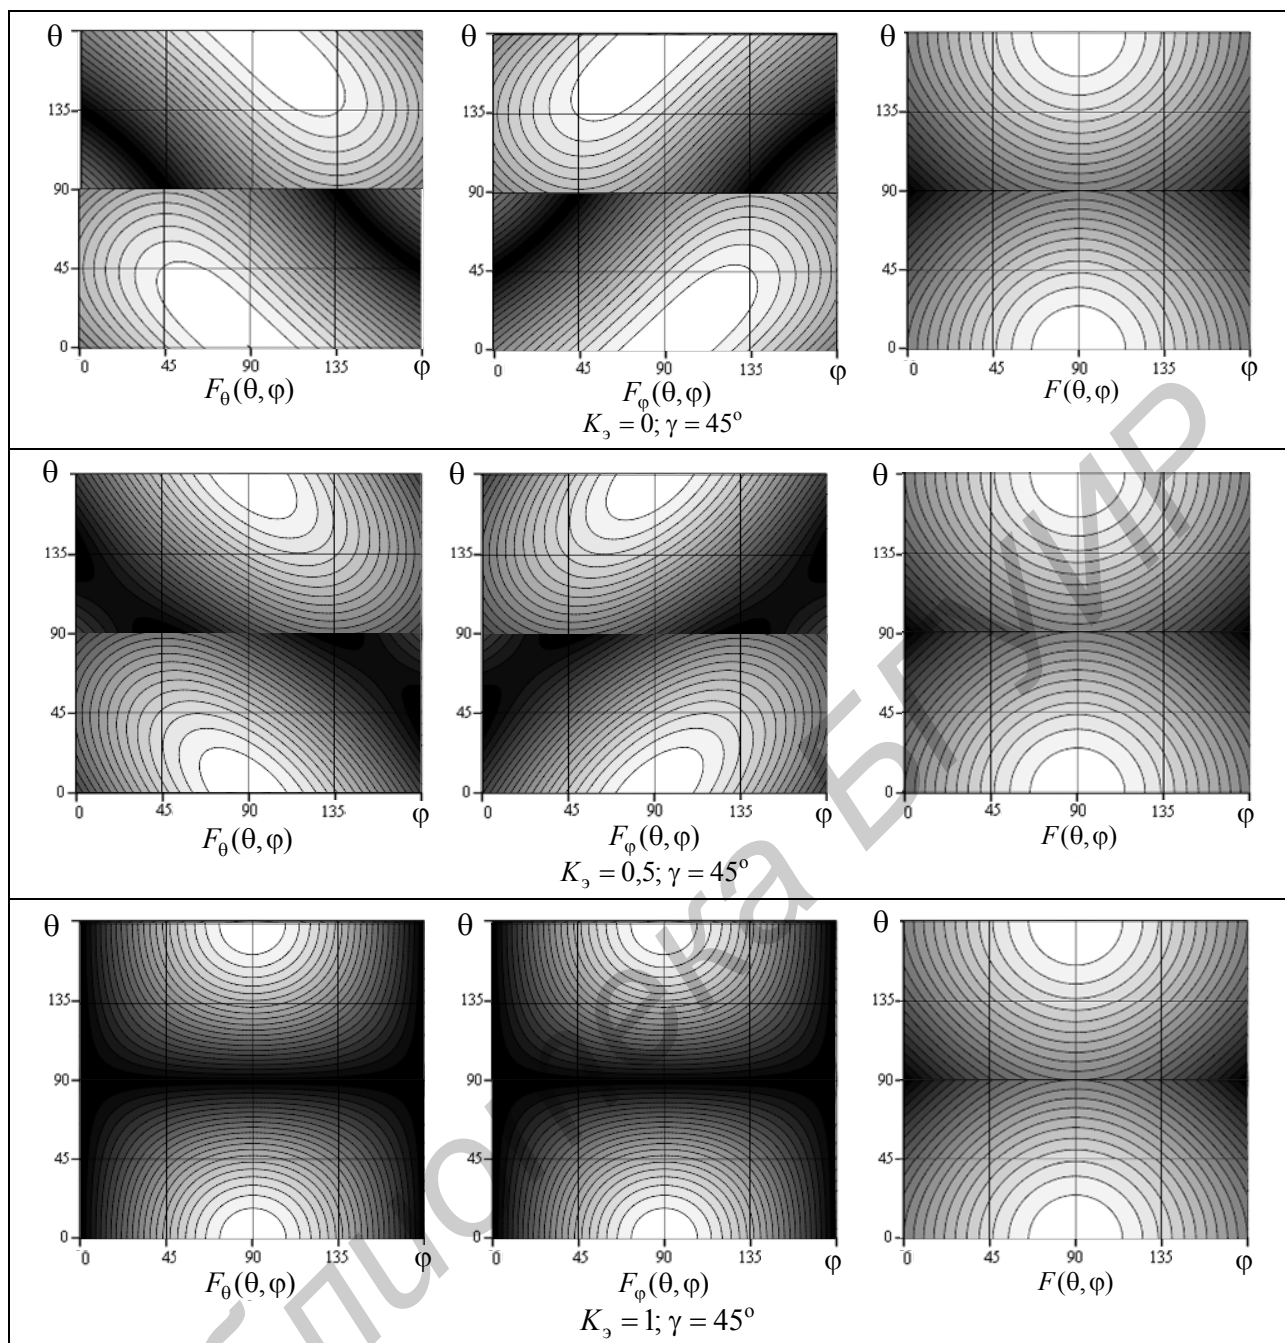 θ θ θ
135 135 135
90 90 90
45 45 45
0 0 0
0 45 90 135 φ 0 45 90 135 φ 0 45 90 135 φ
F_θ(θ,φ) F_φ(θ,φ) F(θ,φ)
K_э = 0; γ = 45°
θ θ θ
135 135 135
90 90 90
45 45 45
0 0 0
0 45 90 135 φ 0 45 90 135 φ 0 45 90 135 φ
F_θ(θ,φ) F_φ(θ,φ) F(θ,φ)
K_э = 0,5; γ = 45°
θ θ θ
135 135 135
90 90 90
45 45 45
0 0 0
0 45 90 135 φ 0 45 90 135 φ 0 45 90 135 φ
F_θ(θ,φ) F_φ(θ,φ) F(θ,φ)
K_э = 1; γ = 45°
БГУИР